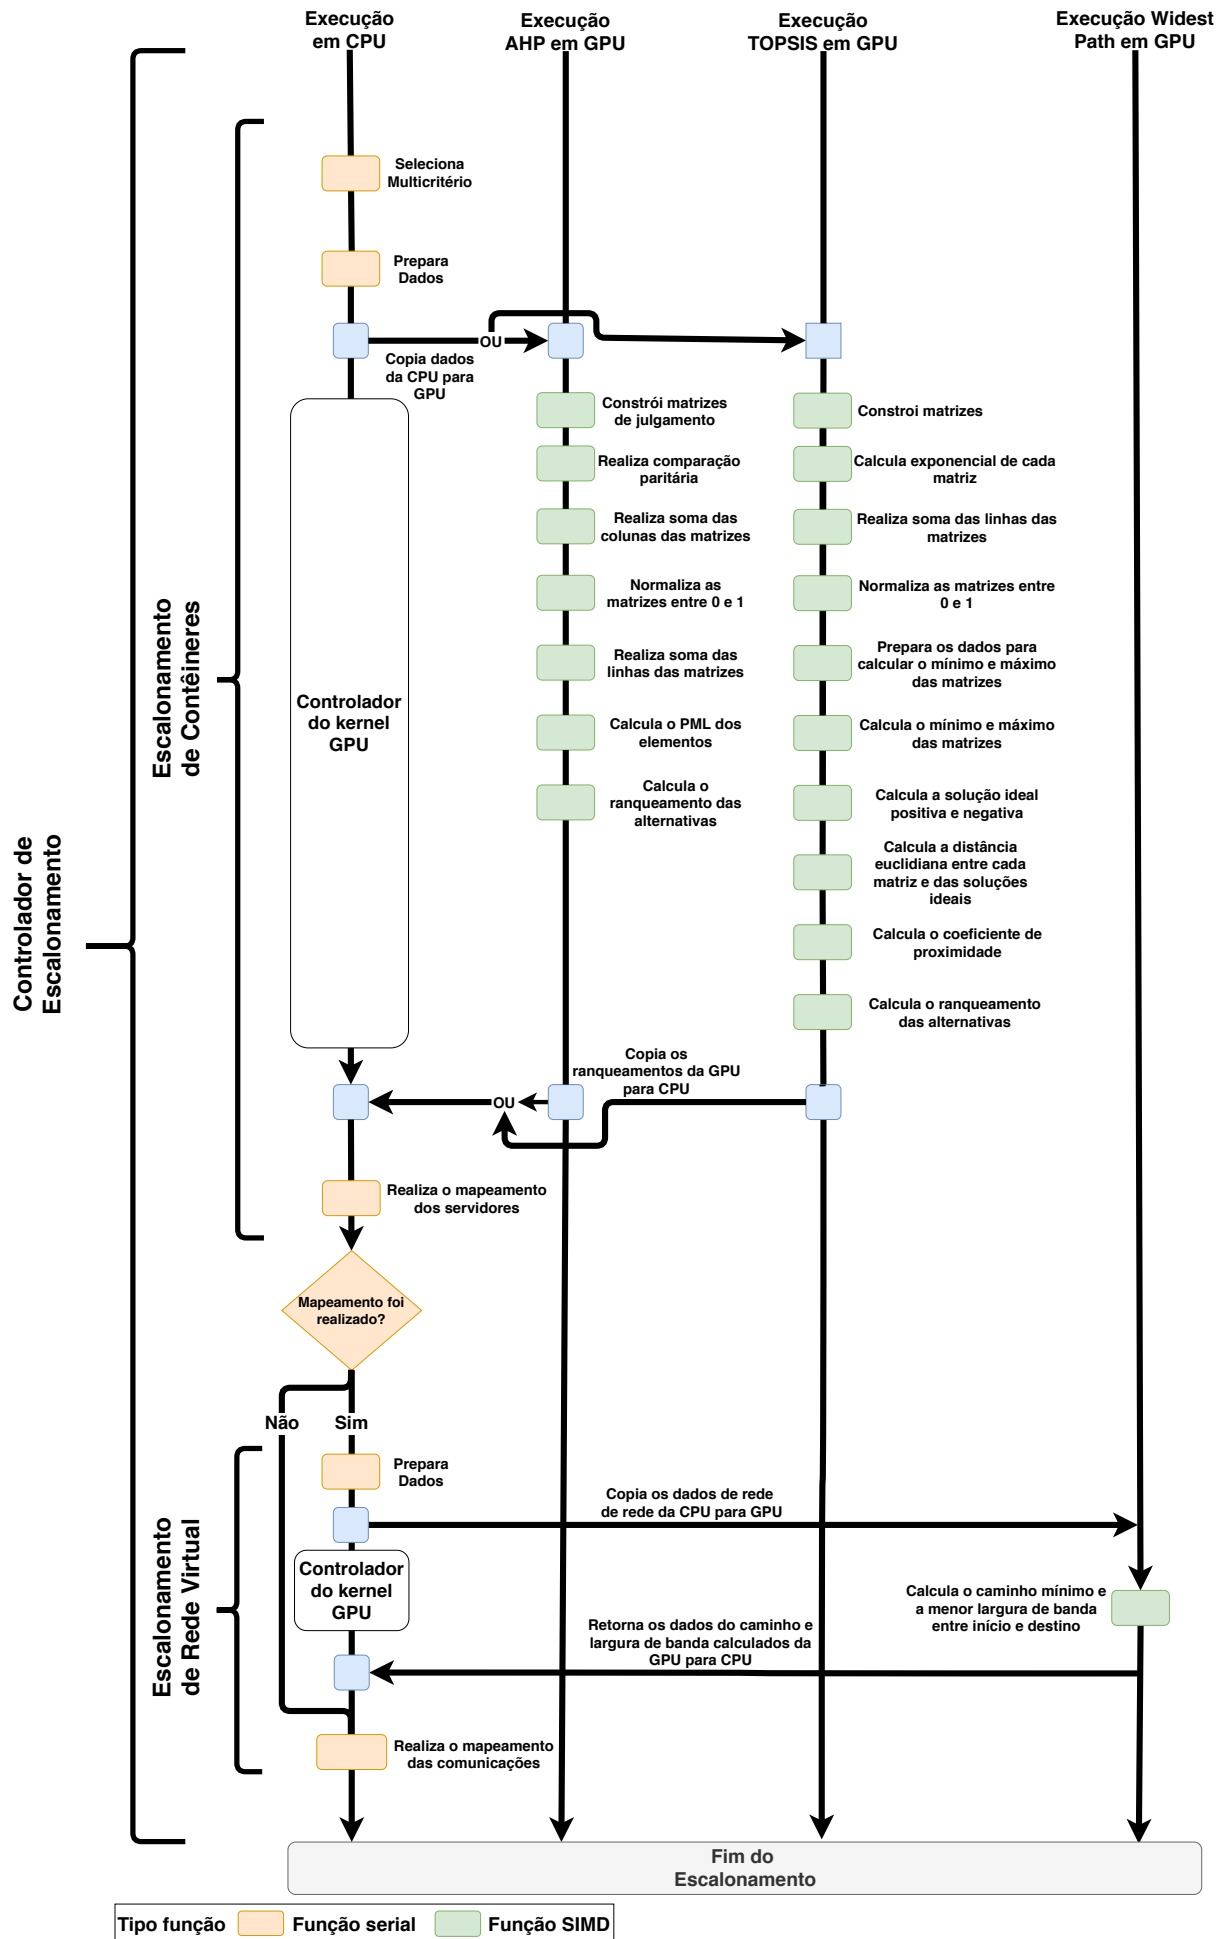 Execução
em CPU
Execução
AHP em GPU
Execução
TOPSIS em GPU
Execução Widest
Path em GPU
Seleciona
Multicritério
Prepara
Dados
OU
Copia dados
da CPU para
GPU
Controlador
do kernel
GPU
Constrói matrizes
de julgamento
Realiza comparação
paritária
Realiza soma das
colunas das matrizes
Normaliza as
matrizes entre 0 e 1
Realiza soma das
linhas das matrizes
Calcula o PML dos
elementos
Calcula o
ranqueamento das
alternativas
Constroi matrizes
Calcula exponencial de cada
matriz
Realiza soma das linhas das
matrizes
Normaliza as matrizes entre
0 e 1
Prepara os dados para
calcular o mínimo e máximo
das matrizes
Calcula o mínimo e máximo
das matrizes
Calcula a solução ideal
positiva e negativa
Calcula a distância
euclidiana entre cada
matriz e das soluções
ideais
Calcula o coeficiente de
proximidade
Calcula o ranqueamento
das alternativas
Copia os
ranqueamentos da GPU
para CPU
OU
Realiza o mapeamento
dos servidores
Escalonamento
de Contêineres
Controlador de
Escalonamento
Mapeamento foi
realizado?
Não
Sim
Prepara
Dados
Copia os dados de rede
de rede da CPU para GPU
Controlador
do kernel
GPU
Calcula o caminho mínimo e
a menor largura de banda
entre início e destino
Retorna os dados do caminho e
largura de banda calculados da
GPU para CPU
Escalonamento
de Rede Virtual
Realiza o mapeamento
das comunicações
Fim do
Escalonamento
Tipo função
Função serial
Função SIMD